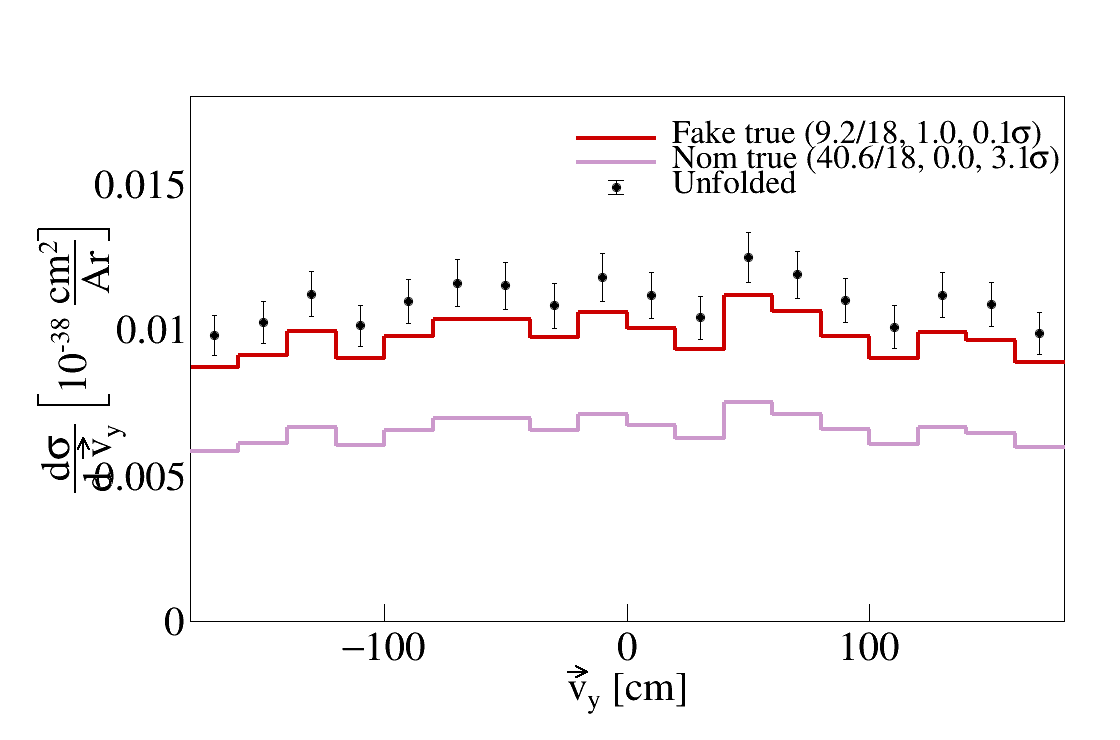 Fake true (9.2/18, 1.0, 0.1σ)
Nom true (40.6/18, 0.0, 3.1σ)
Unfolded
0.015
0.01
0.005
0
−100 0 100
v⃗y [cm]
dσ/dv⃗y [10⁻³⁸ cm²/Ar]